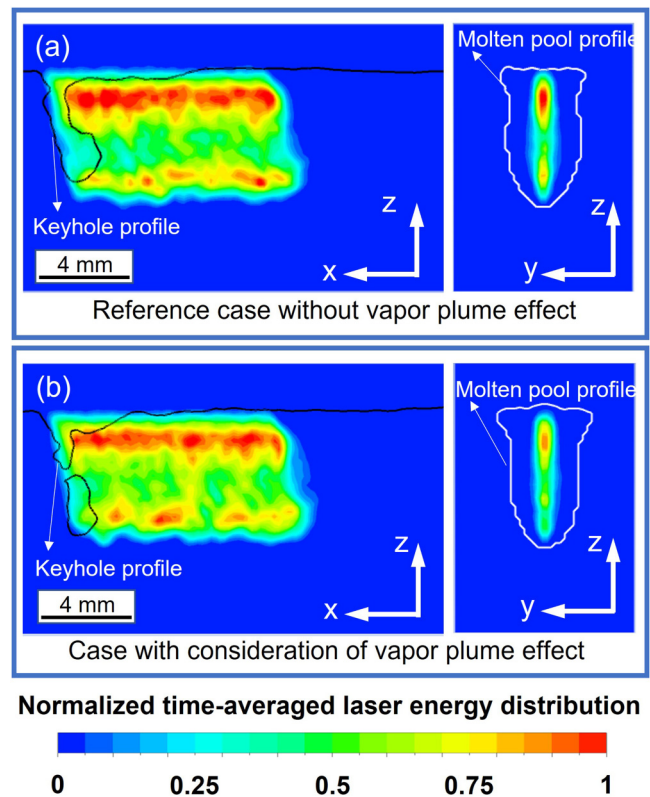 (a)
Molten pool profile
Keyhole profile
4 mm
z
x
z
y
Reference case without vapor plume effect
(b)
Molten pool profile
Keyhole profile
4 mm
z
x
z
y
Case with consideration of vapor plume effect
Normalized time-averaged laser energy distribution
0 0.25 0.5 0.75 1